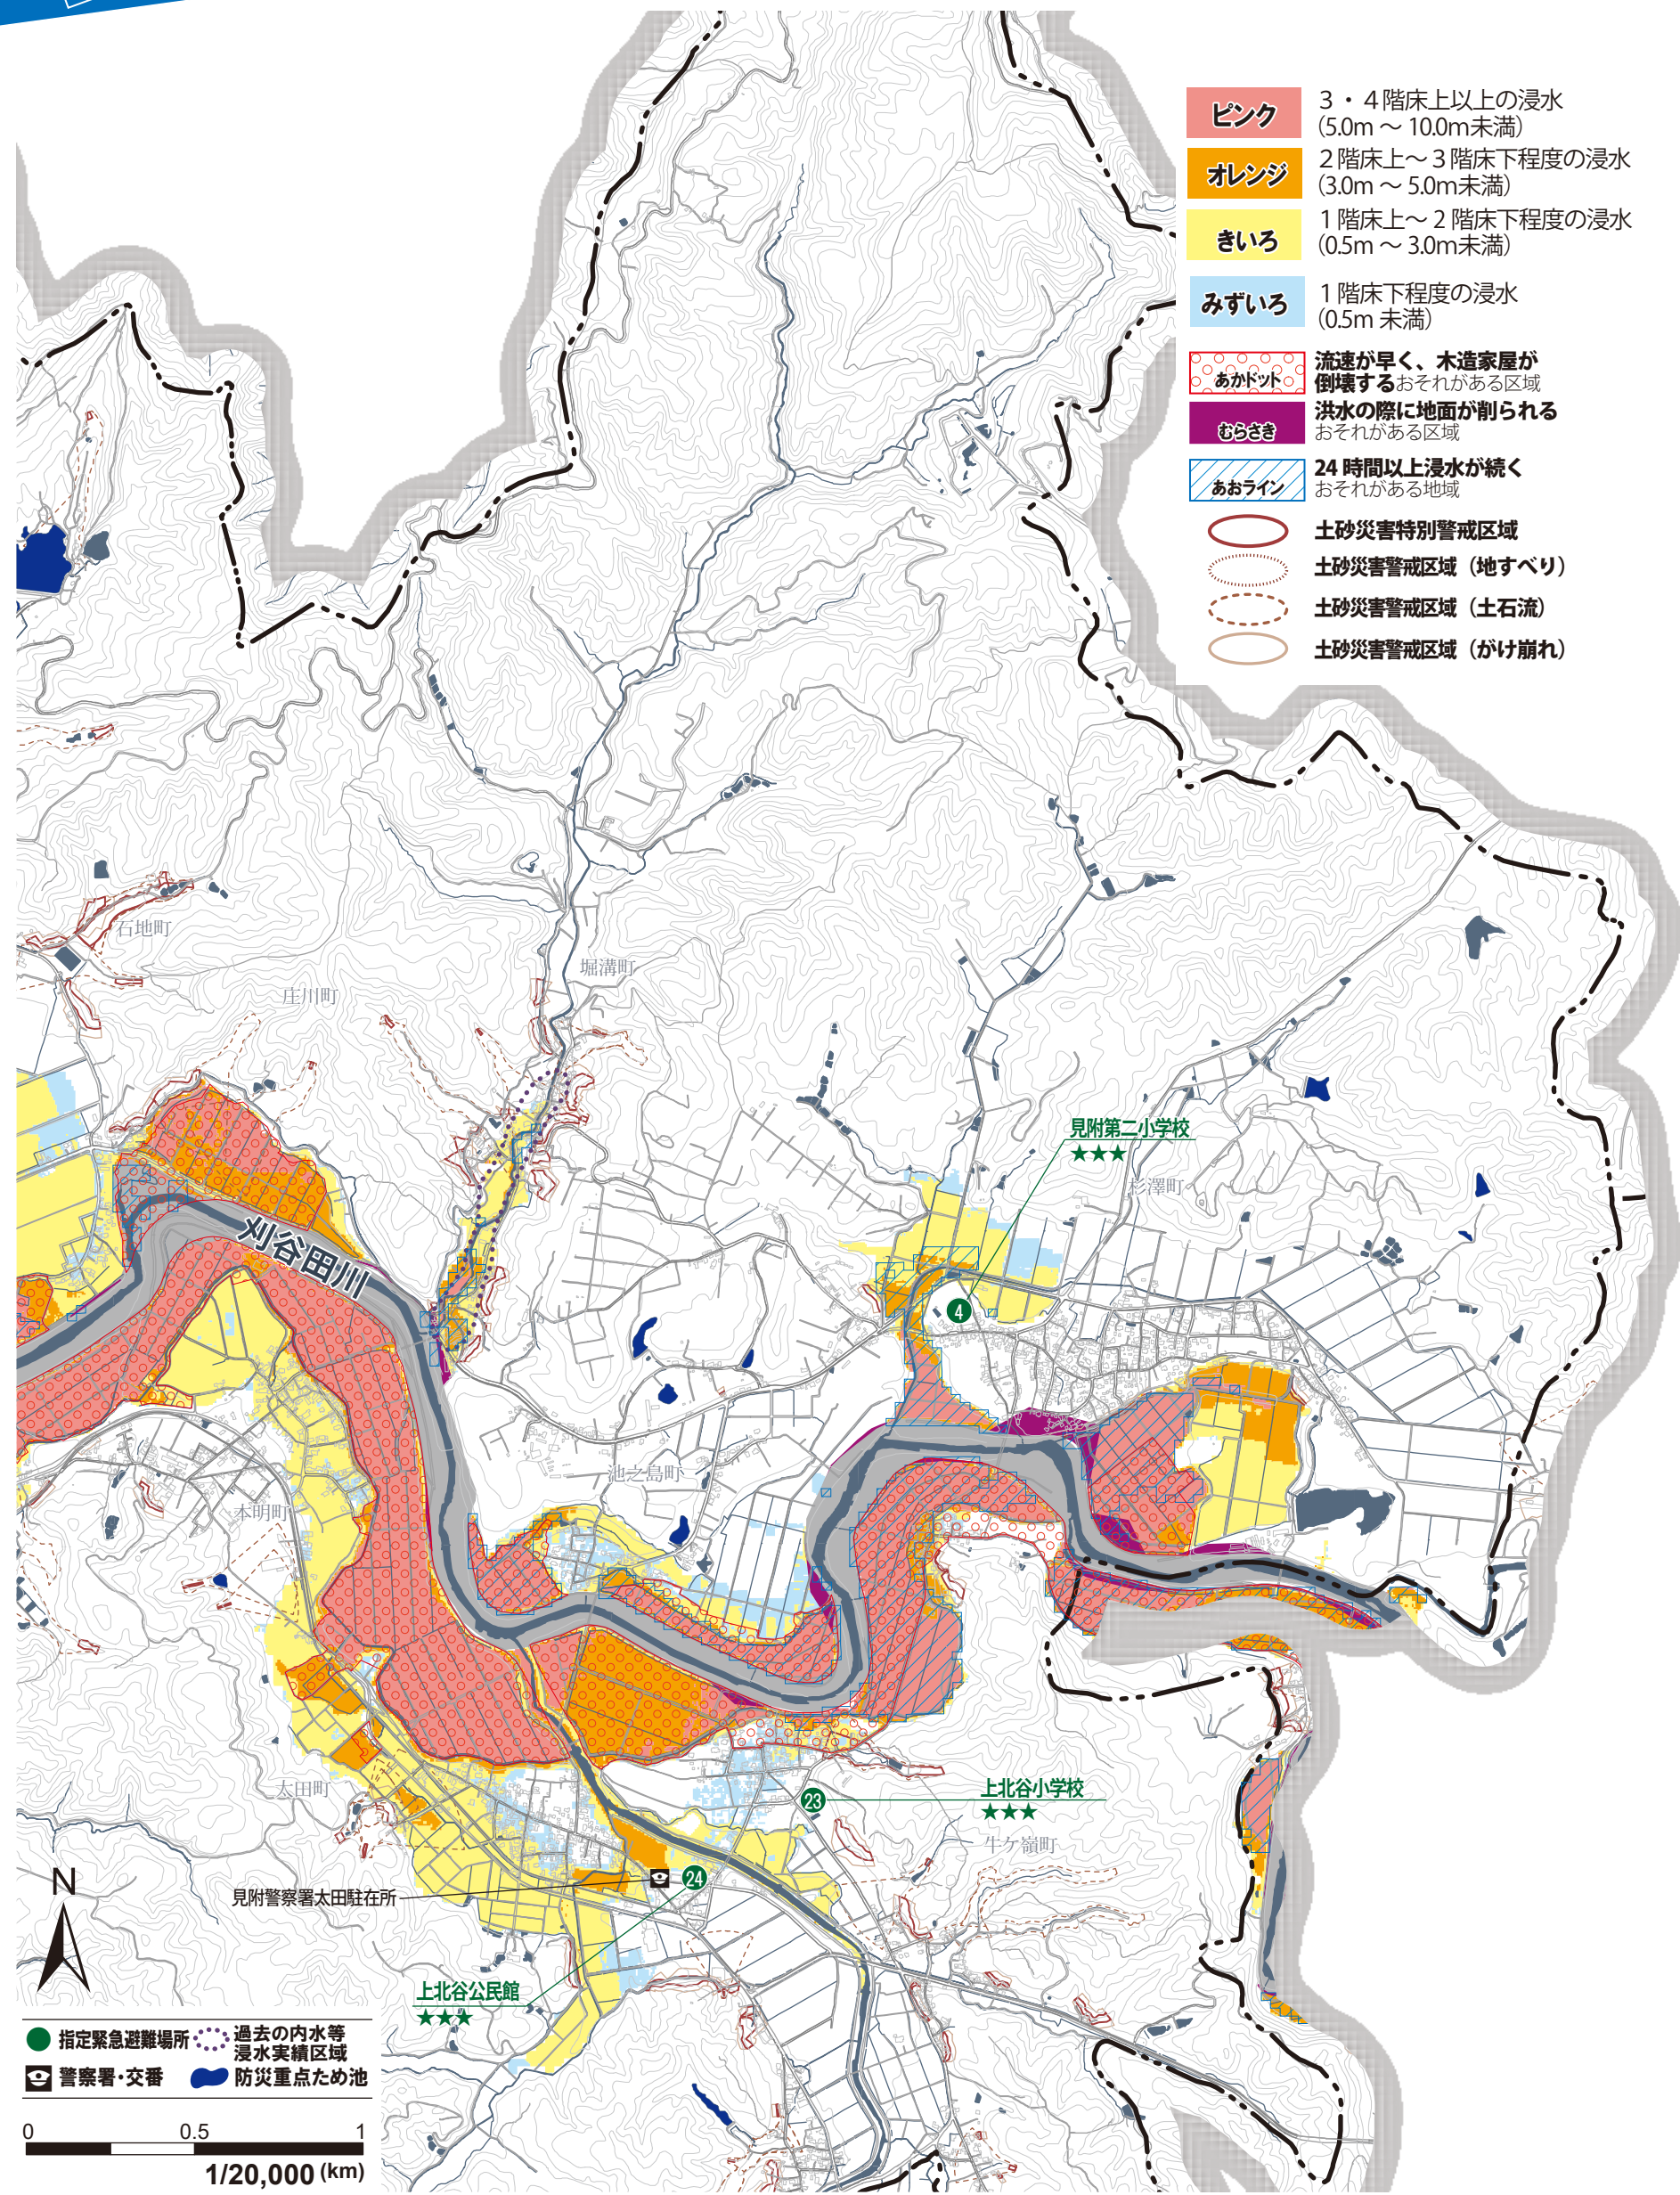 ピンク
3・4階床上以上の浸水
(5.0m ～ 10.0m未満)
オレンジ
2階床上～3階床下程度の浸水
(3.0m ～ 5.0m未満)
きいろ
1階床上～2階床下程度の浸水
(0.5m ～ 3.0m未満)
みずいろ
1階床下程度の浸水
(0.5m 未満)
あかドット
流速が早く、木造家屋が
倒壊するおそれがある区域
むらさき
洪水の際に地面が削られる
おそれがある区域
あおライン
24時間以上浸水が続く
おそれがある地域
土砂災害特別警戒区域
土砂災害警戒区域（地すべり）
土砂災害警戒区域（土石流）
土砂災害警戒区域（がけ崩れ）
石地町
堀溝町
庄川町
見附第二小学校
★★★
杉澤町
刈谷田川
4
池之島町
本明町
太田町
23
上北谷小学校
★★★
牛ケ嶺町
24
見附警察署太田駐在所
上北谷公民館
★★★
N
指定緊急避難場所
過去の内水等
浸水実績区域
警察署・交番
防災重点ため池
0 0.5 1
1/20,000 (km)